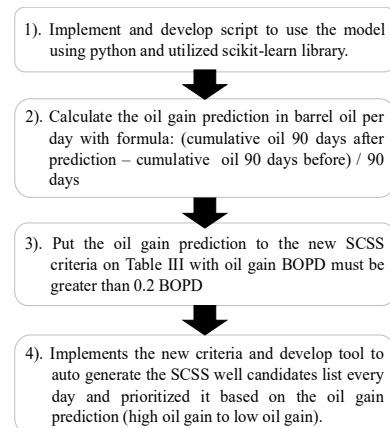 1). Implement and develop script to use the model
using python and utilized scikit-learn library.
2). Calculate the oil gain prediction in barrel oil per
day with formula: (cumulative oil 90 days after
prediction – cumulative oil 90 days before) / 90
days
3). Put the oil gain prediction to the new SCSS
criteria on Table III with oil gain BOPD must be
greater than 0.2 BOPD
4). Implements the new criteria and develop tool to
auto generate the SCSS well candidates list every
day and prioritized it based on the oil gain
prediction (high oil gain to low oil gain).